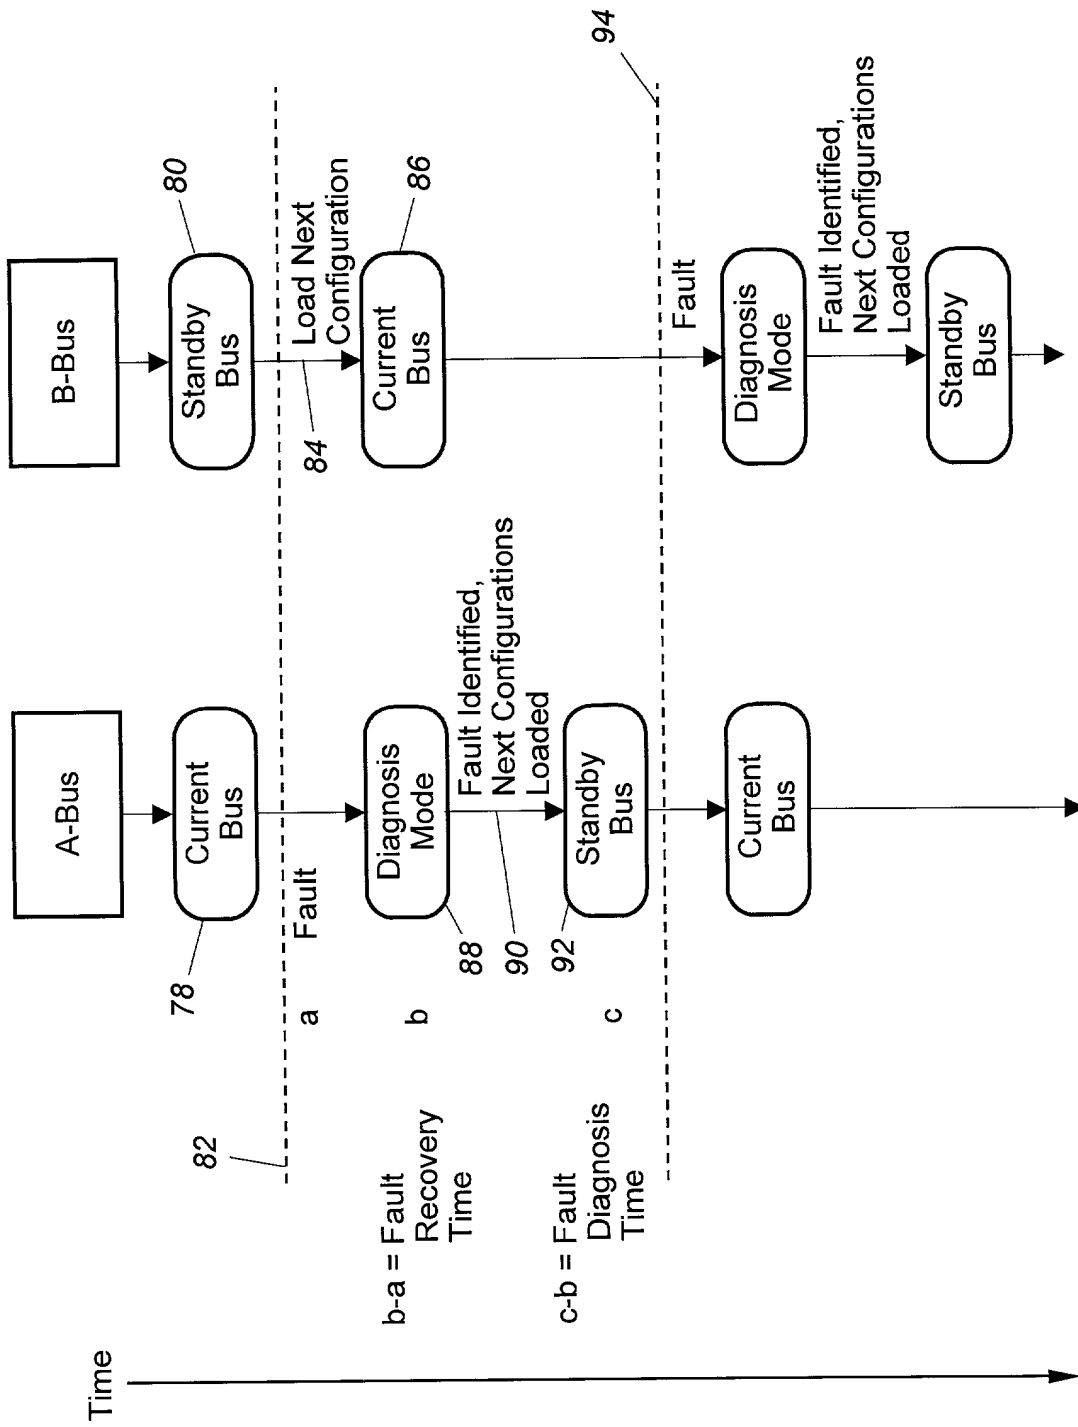 Time
A-Bus
B-Bus
Current
Bus
78
Standby
Bus
80
82
a
Fault
84
Load Next
Configuration
b-a = Fault
Recovery
Time
b
Diagnosis
Mode
88
Current
Bus
86
90
Fault Identified,
Next Configurations
Loaded
c-b = Fault
Diagnosis
Time
c
92
Standby
Bus
94
Fault
Current
Bus
Diagnosis
Mode
Fault Identified,
Next Configurations
Loaded
Standby
Bus